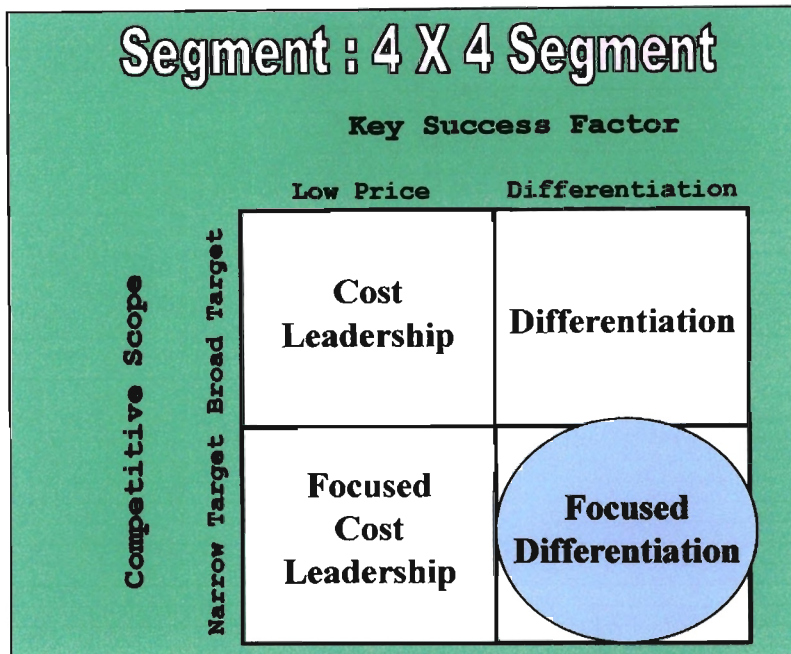 Segment : 4 X 4 Segment
Key Success Factor
Low Price Differentiation
Competitive Scope
Broad Target
Narrow Target
Cost
Leadership
Differentiation
Focused
Cost
Leadership
Focused
Differentiation